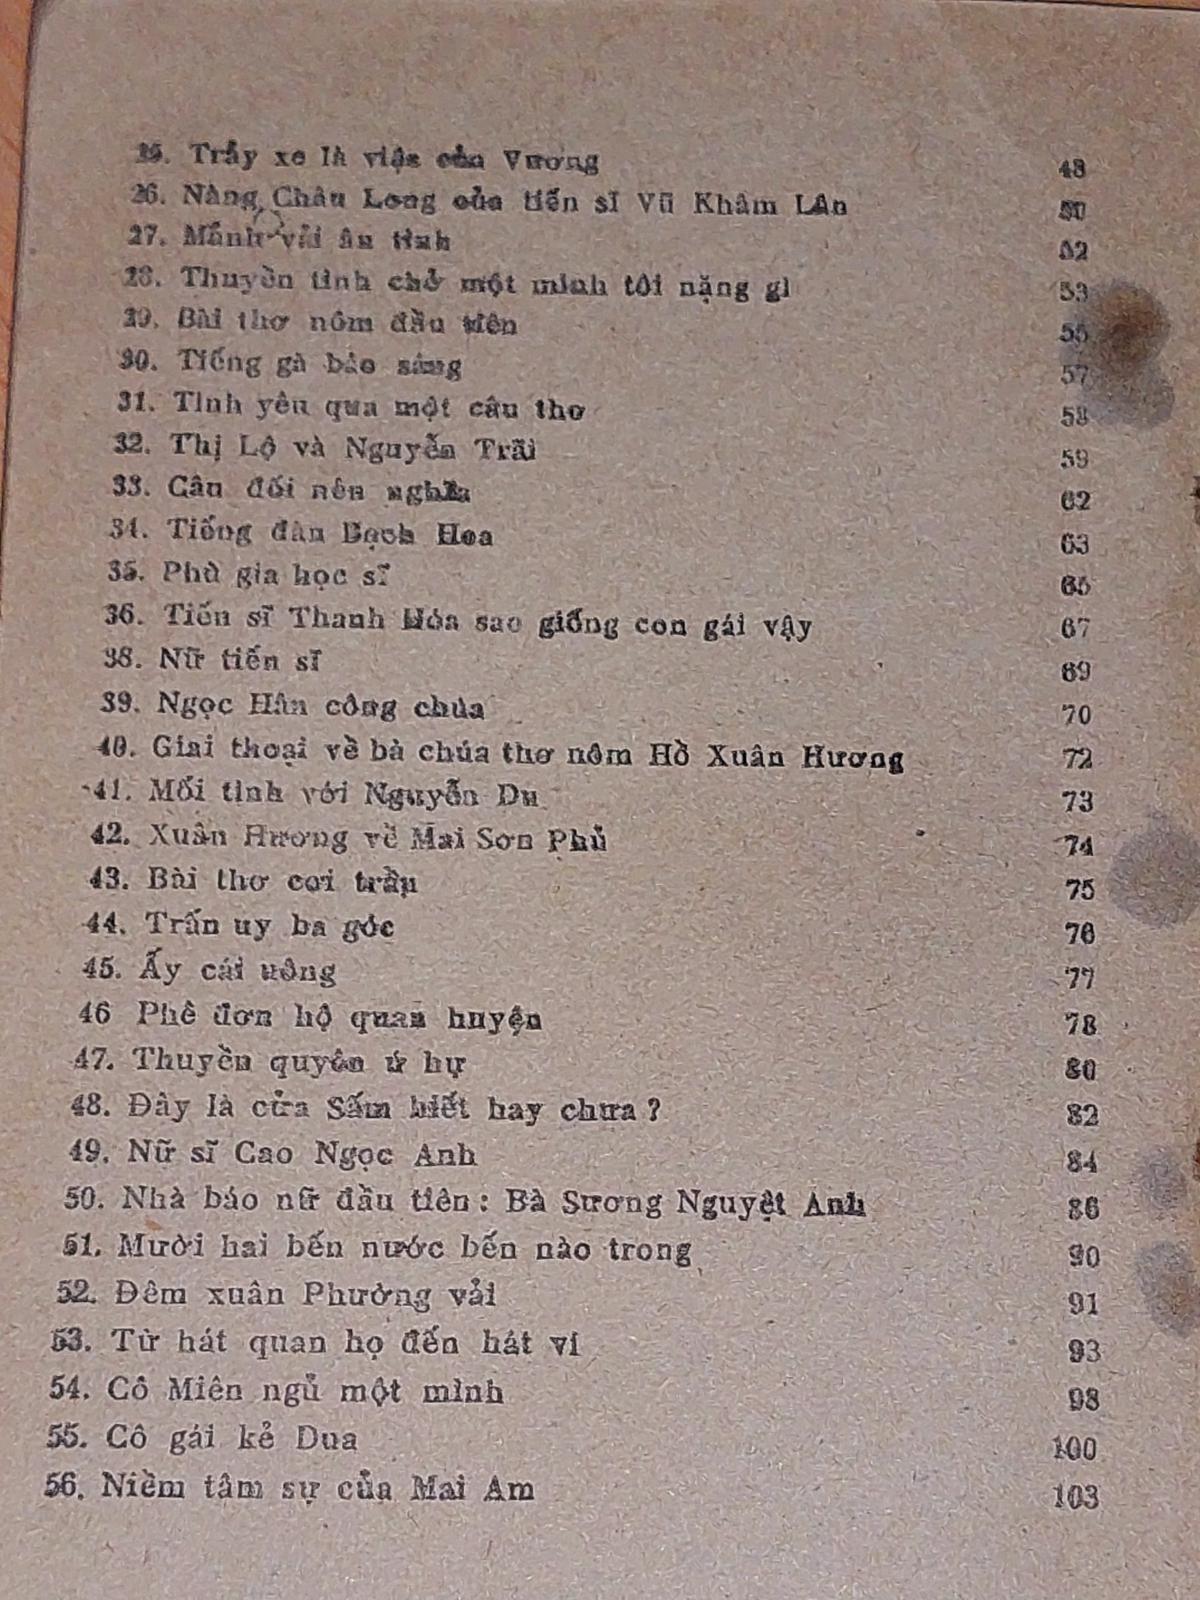 25. Trẩy xe là việc của Vương 48
26. Nàng Châu Long của tiến sĩ Vũ Khâm Lân 50
27. Mảnh vải ân tình 52
28. Thuyền tình chở một mình tôi nặng gì 53
29. Bài thơ nôm đầu tiên 55
30. Tiếng gà báo sáng 57
31. Tình yêu qua một câu thơ 58
32. Thị Lộ và Nguyễn Trãi 59
33. Câu đối nên nghĩa 62
34. Tiếng đàn Bạch Hoa 63
35. Phù gia học sĩ 65
36. Tiến sĩ Thanh Hóa sao giống con gái vậy 67
38. Nữ tiến sĩ 69
39. Ngọc Hân công chúa 70
40. Giai thoại về bà chúa thơ nôm Hồ Xuân Hương 72
41. Mối tình với Nguyễn Du 73
42. Xuân Hương về Mai Sơn Phủ 74
43. Bài thơ cơi trầu 75
44. Trấn uy ba góc 76
45. Ấy cái uông 77
46 Phê đơn hộ quan huyện 78
47. Thuyền quyên ứ hự 80
48. Đây là cửa Sấm biết hay chưa ? 82
49. Nữ sĩ Cao Ngọc Anh 84
50. Nhà báo nữ đầu tiên : Bà Sương Nguyệt Anh 86
51. Mười hai bến nước bến nào trong 90
52. Đêm xuân Phường vải 91
53. Từ hát quan họ đến hát ví 93
54. Cô Miên ngủ một mình 98
55. Cô gái kẻ Dua 100
56. Niềm tâm sự của Mai Am 103